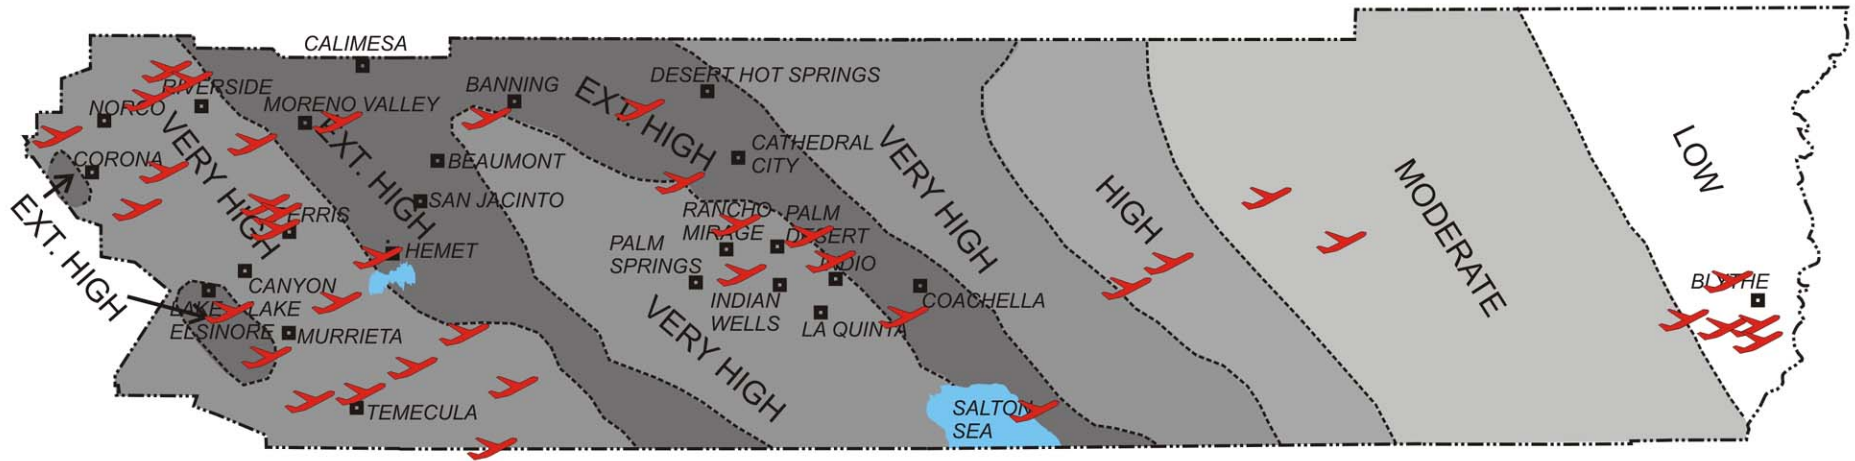 CALIMESA
RIVERSIDE
NORCO
MORENO VALLEY
BANNING
DESERT HOT SPRINGS
EXT. HIGH
CORONA
VERY HIGH
EXT. HIGH
BEAUMONT
CATHEDRAL
CITY
VERY HIGH
LOW
SAN JACINTO
HIGH
MODERATE
EXT. HIGH
PERRIS
HEMET
RANCHO
MIRAGE
PALM
DESERT
PALM
SPRINGS
INDIO
CANYON
LAKE
LAKE
ELSINORE
MURRIETA
INDIAN
WELLS
LA QUINTA
COACHELLA
BLYTHE
VERY HIGH
TEMECULA
SALTON
SEA